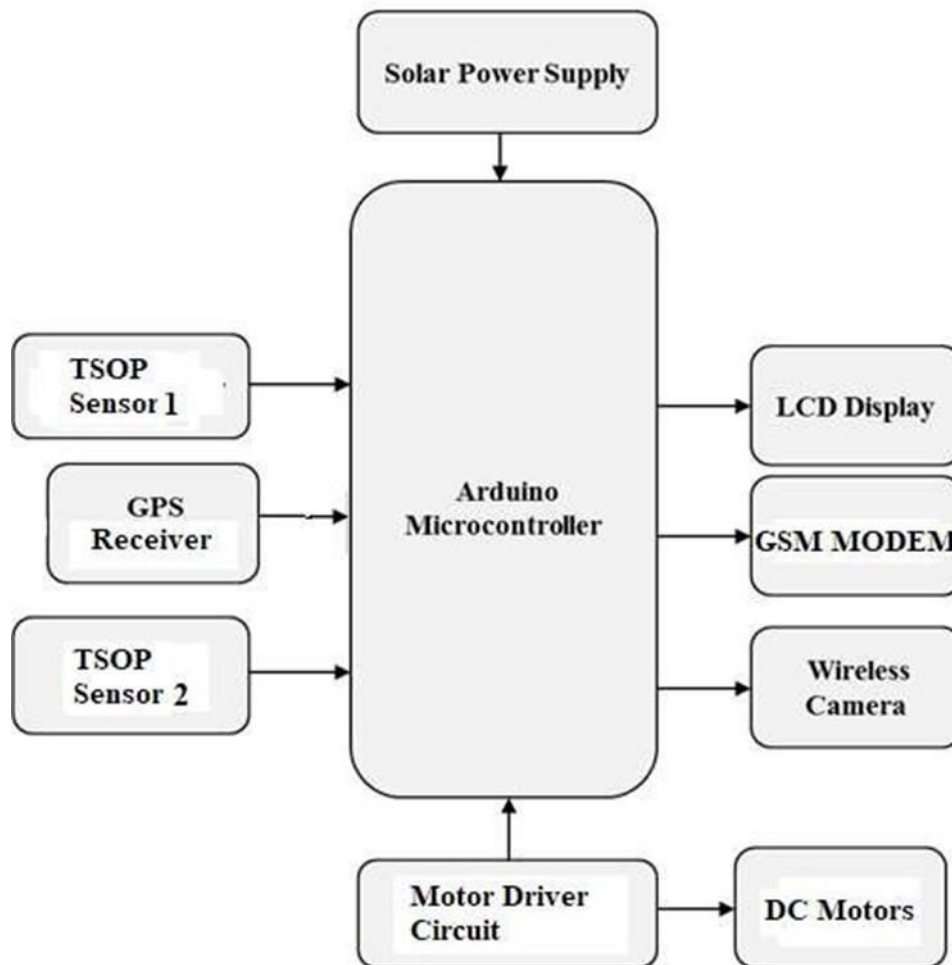 Solar Power Supply
TSOP
Sensor 1
GPS
Receiver
TSOP
Sensor 2
Arduino
Microcontroller
LCD Display
GSM MODEM
Wireless
Camera
Motor Driver
Circuit
DC Motors